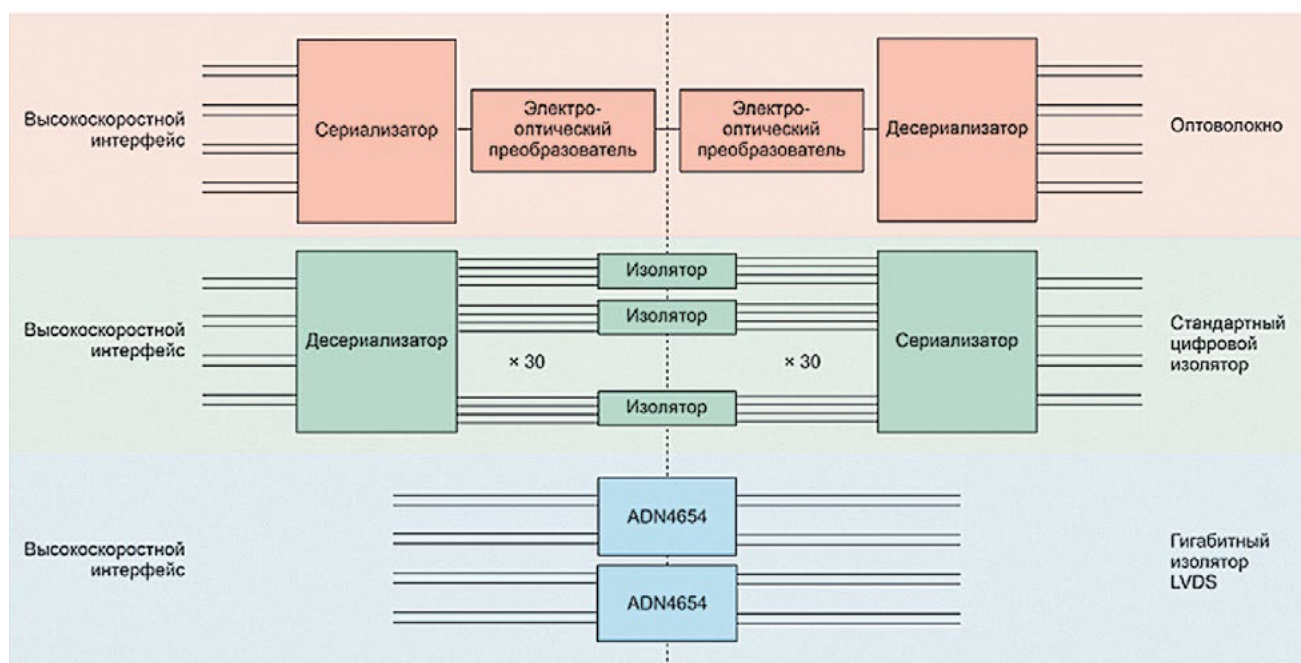 Высокоскоростной
интерфейс
Сериализатор
Электро-
оптический
преобразователь
Электро-
оптический
преобразователь
Десериализатор
Оптоволокно
Высокоскоростной
интерфейс
Десериализатор
Изолятор
Изолятор
× 30
× 30
Изолятор
Сериализатор
Стандартный
цифровой
изолятор
Высокоскоростной
интерфейс
ADN4654
ADN4654
Гигабитный
изолятор
LVDS